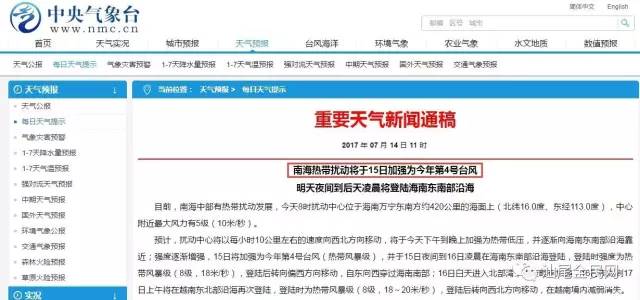 简体中文 English
中央气象台
www.nmc.cn
邮编 区号 城市
首页 天气实况 城市预报 天气预报 台风海洋 环境气象 农业气象 水文地质 数值预报
天气公报 每日天气提示 气象灾害预警 1-7天降水量预报 1-7天气温预报 强对流天气预报 中期天气预报 国外天气预报 交通气象预报
天气预报
天气公报
每日天气提示
气象灾害预警
1-7天降水量预报
1-7天气温预报
强对流天气预报
中期天气预报
国外天气预报
环境气象公报
交通气象预报
森林火险预报
草原火险预报
当前位置： 天气预报> 每日天气提示
重要天气新闻通稿
2017 年 07 月 14 日 11 时
南海热带扰动将于15日加强为今年第4号台风
明天夜间到后天凌晨将登陆海南东南部沿海
目前，南海中部有热带扰动发展，今天8时扰动中心位于海南万宁东南方约420公里的海面上（北纬16.0度、东经113.0度），中心
附近最大风力有5级（10米/秒）。
预计，扰动中心将以每小时10公里左右的速度向西北方向移动，将于今天下午到晚上加强为热带低压，并逐渐向海南东南部沿海靠
近；强度逐渐增强，15日将加强为今年第4号台风（热带风暴级），并于15日夜间到16日凌晨在海南东南部沿海登陆，登陆时强度为热
带风暴级（8级，18米/秒），登陆后转向偏西方移动，自东向西穿过海南南部；16日白天进入北部湾
日上午将在越南东北部沿海再次登陆，登陆时为热带风暴级（8级，18～20米/秒），登陆后继续向西北方向移动，在越南境内减弱消失。
汕尾金园网